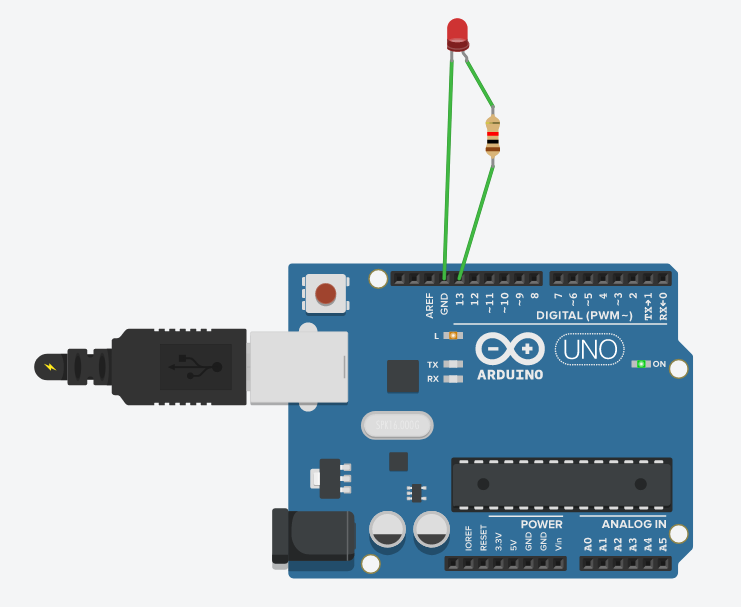 AREF
GND
13
12
~11
~10
~9
8
7
~6
~5
4
~3
2
TX→1
RX←0
DIGITAL (PWM~)
L
TX
RX
ARDUINO
UNO
ON
POWER
ANALOG IN
IOREF
RESET
3.3V
5V
GND
GND
Vin
A0
A1
A2
A3
A4
A5